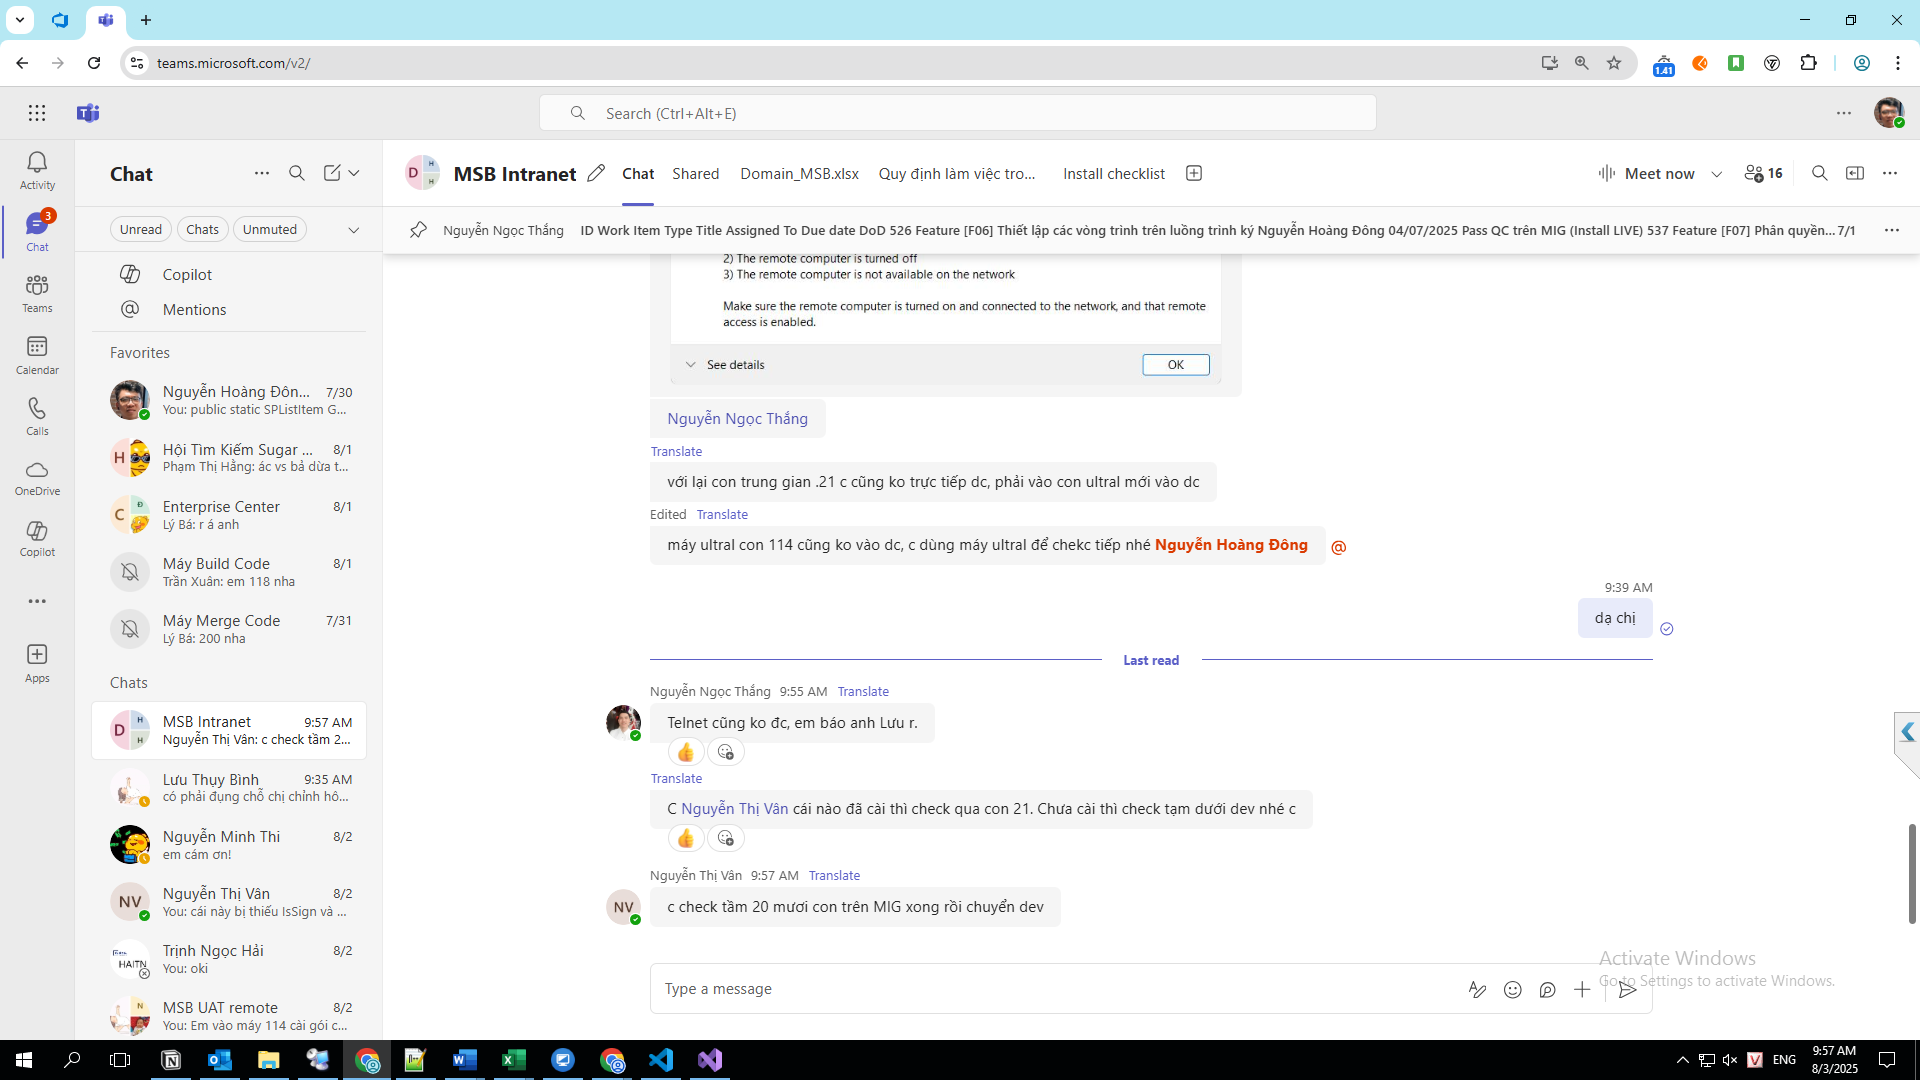 teams.microsoft.com/v2/
1.41
Search (Ctrl+Alt+E)
Activity
3
Chat
Teams
Calendar
Calls
OneDrive
Copilot
Apps
Chat
Unread
Chats
Unmuted
Copilot
Mentions
Favorites
Nguyễn Hoàng Đôn... 7/30
You: public static SPListItem G...
Hội Tìm Kiếm Sugar ... 8/1
Phạm Thị Hằng: ác vs bả dừa t...
Enterprise Center 8/1
Lý Bá: r á anh
Máy Build Code 8/1
Trần Xuân: em 118 nha
Máy Merge Code 7/31
Lý Bá: 200 nha
Chats
MSB Intranet 9:57 AM
Nguyễn Thị Vân: c check tầm 2...
Lưu Thụy Bình 9:35 AM
có phải đụng chỗ chị chỉnh hô...
Nguyễn Minh Thi 8/2
em cám ơn!
NV
Nguyễn Thị Vân 8/2
You: cái này bị thiếu IsSign và ...
HAITN
Trịnh Ngọc Hải 8/2
You: oki
MSB UAT remote 8/2
You: Em vào máy 114 cài gói c...
MSB Intranet
Chat
Shared
Domain_MSB.xlsx
Quy định làm việc tro...
Install checklist
Meet now
16
Nguyễn Ngọc Thắng ID Work Item Type Title Assigned To Due date DoD 526 Feature [F06] Thiết lập các vòng trình trên luồng trình ký Nguyễn Hoàng Đông 04/07/2025 Pass QC trên MIG (Install LIVE) 537 Feature [F07] Phân quyền... 7/1
2) The remote computer is turned off
3) The remote computer is not available on the network
Make sure the remote computer is turned on and connected to the network, and that remote
access is enabled.
See details
OK
Nguyễn Ngọc Thắng
Translate
với lại con trung gian .21 c cũng ko trực tiếp dc, phải vào con ultral mới vào dc
Edited Translate
máy ultral con 114 cũng ko vào dc, c dùng máy ultral để chekc tiếp nhé Nguyễn Hoàng Đông
9:39 AM
dạ chị
Last read
Nguyễn Ngọc Thắng 9:55 AM Translate
Telnet cũng ko đc, em báo anh Lưu r.
Translate
C Nguyễn Thị Vân cái nào đã cài thì check qua con 21. Chưa cài thì check tạm dưới dev nhé c
Nguyễn Thị Vân 9:57 AM Translate
NV
c check tầm 20 mươi con trên MIG xong rồi chuyển dev
Type a message
Activate Windows
Go to Settings to activate Windows.
ENG
9:57 AM
8/3/2025